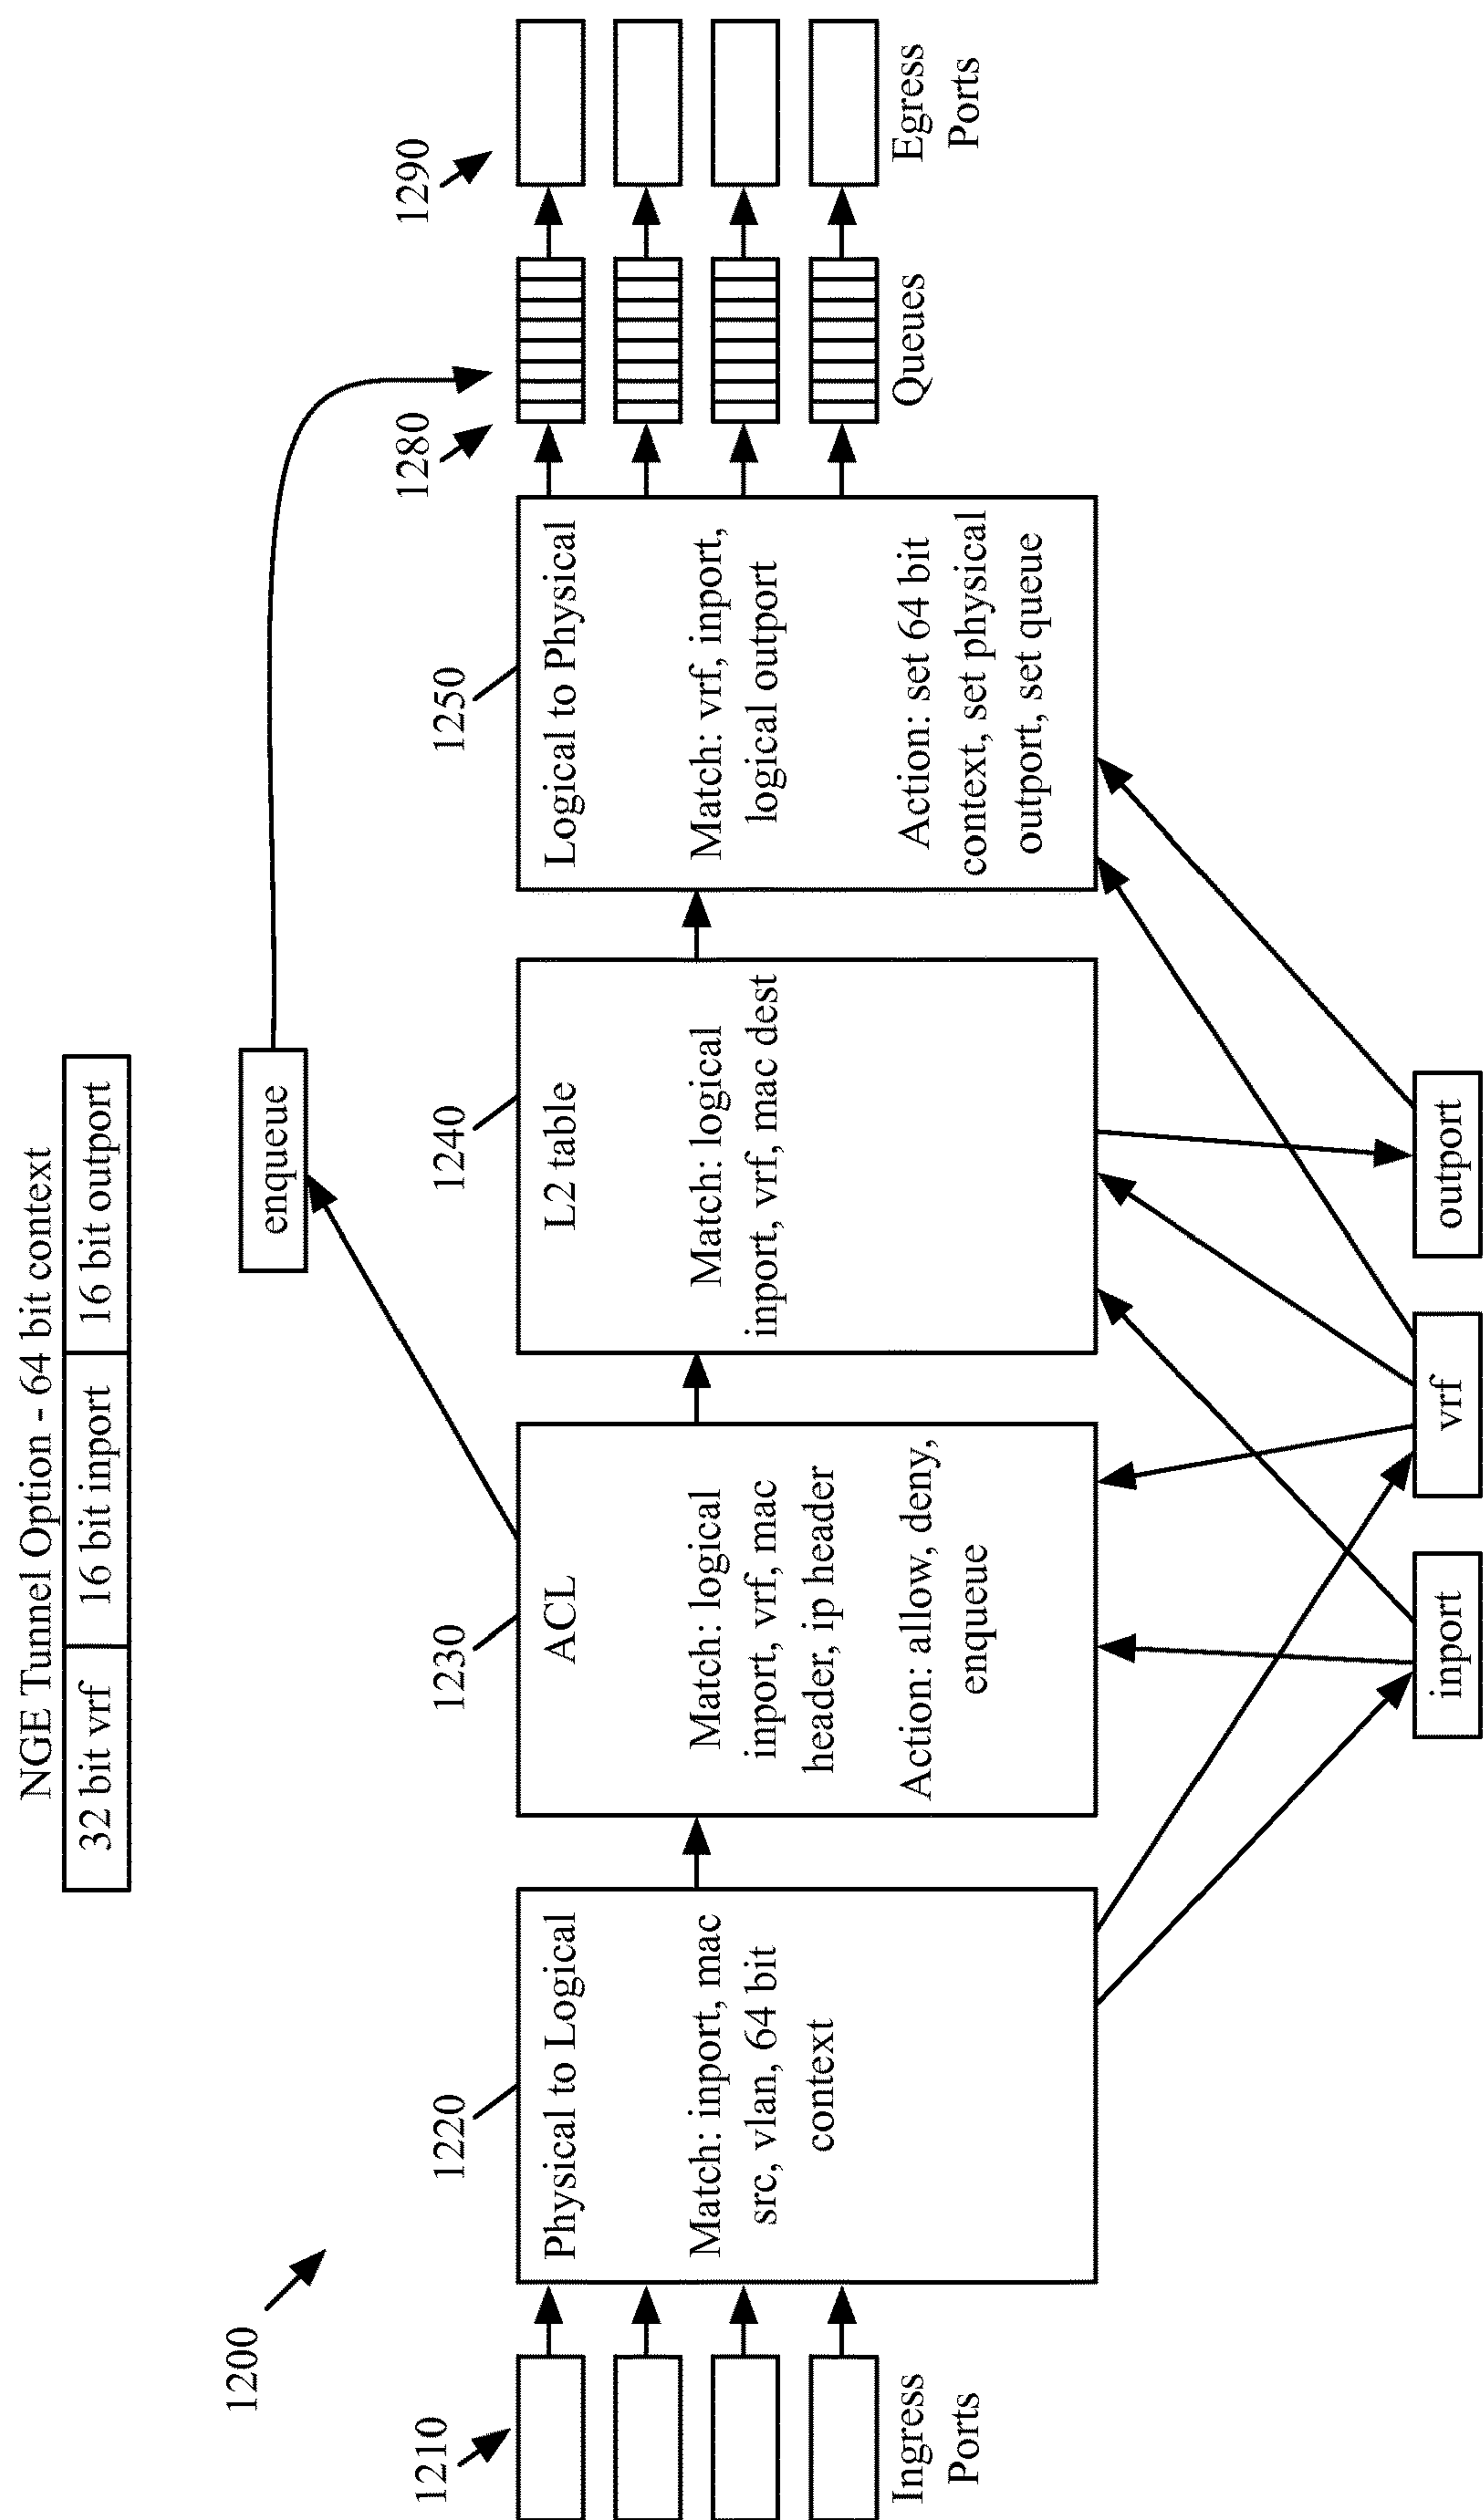 NGE Tunnel Option - 64 bit context
32 bit vrf
16 bit inport
16 bit outport
1200
enqueue
1210
1220
1230
1240
1250
1280
1290
Ingress
Ports
Physical to Logical
Match: inport, mac
src, vlan, 64 bit
context
ACL
Match: logical
inport, vrf, mac
header, ip header
Action: allow, deny,
enqueue
L2 table
Match: logical
inport, vrf, mac dest
Logical to Physical
Match: vrf, inport,
logical outport
Action: set 64 bit
context, set physical
outport, set queue
Queues
Egress
Ports
inport
vrf
outport